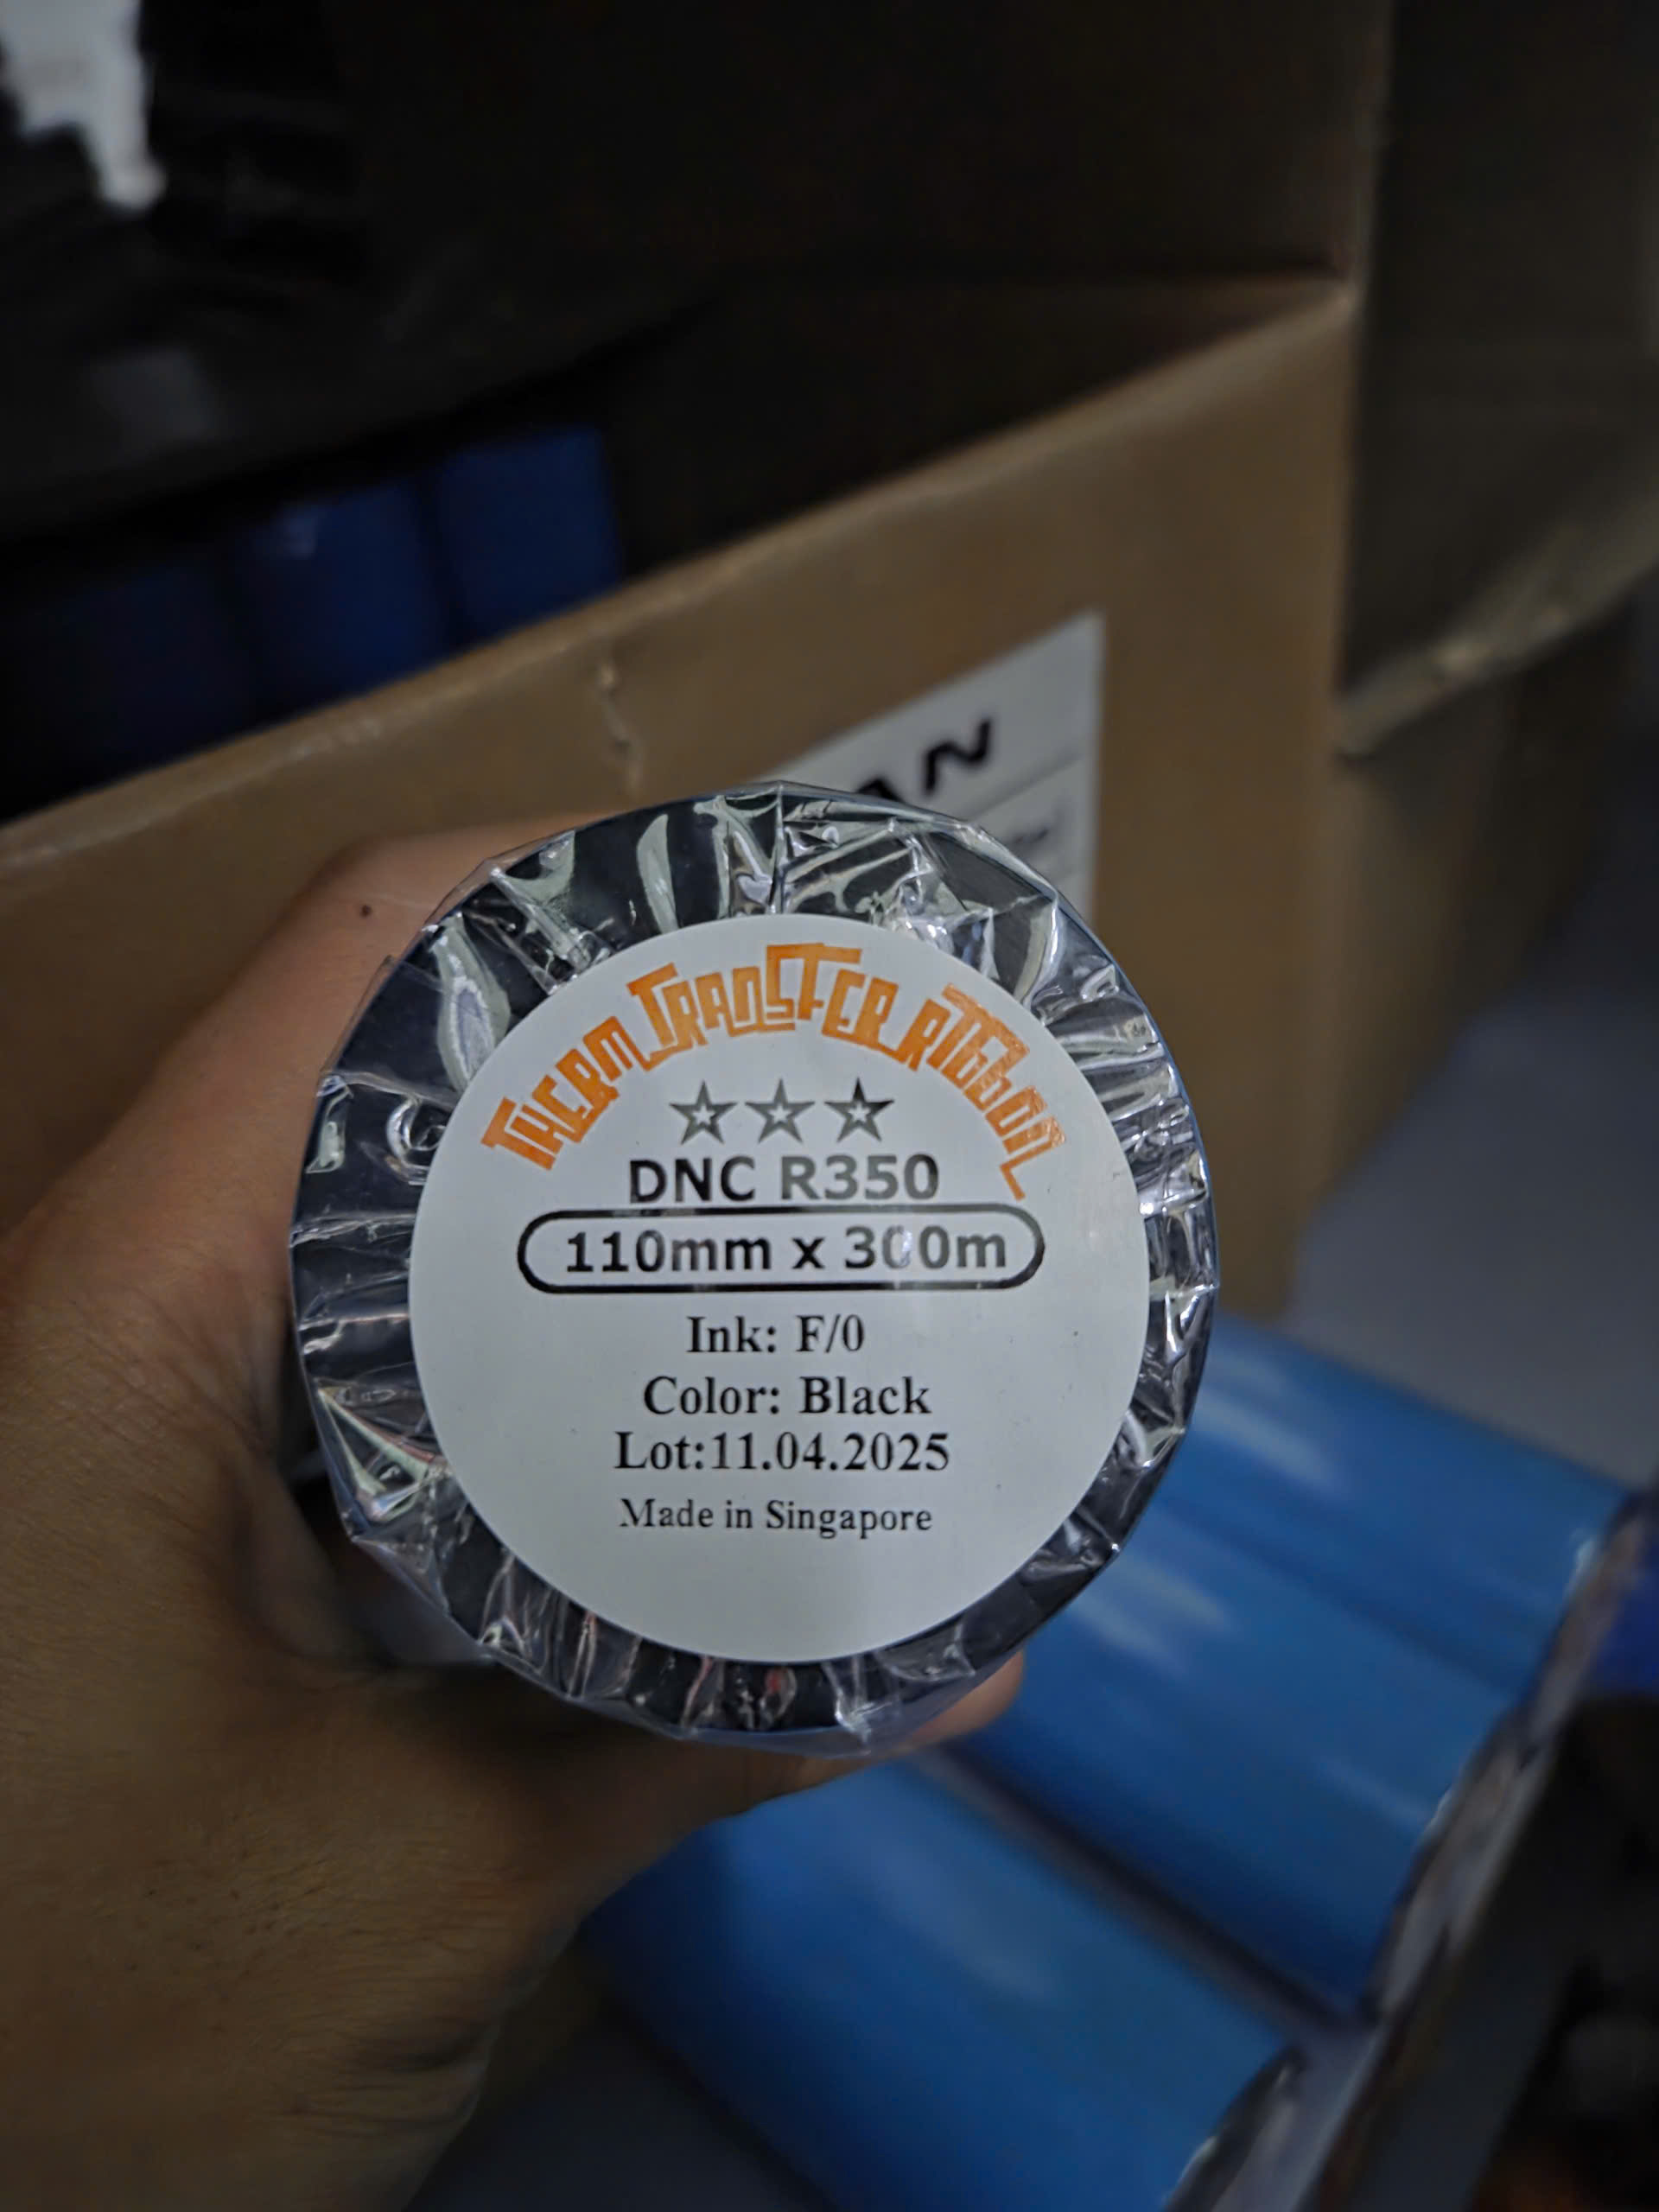 THERM TRANSFER RIBBON
DNC R350
110mm x 300m
Ink: F/0
Color: Black
Lot:11.04.2025
Made in Singapore